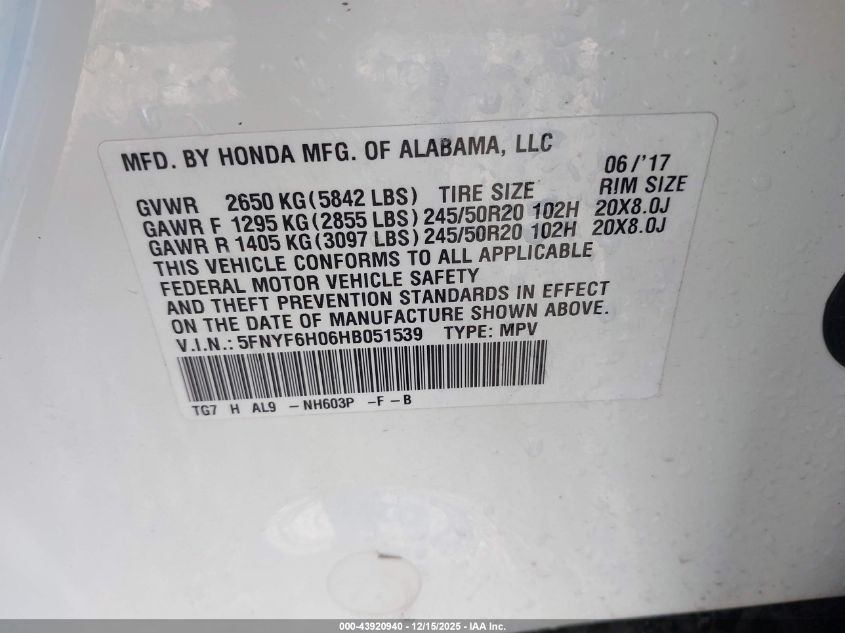 MFD. BY HONDA MFG. OF ALABAMA, LLC 06/'17
GVWR 2650 KG(5842 LBS) TIRE SIZE RIM SIZE
GAWR F 1295 KG(2855 LBS)245/50R20 102H 20X8.0J
GAWR R 1405 KG(3097 LBS)245/50R20 102H 20X8.0J
THIS VEHICLE CONFORMS TO ALL APPLICABLE
FEDERAL MOTOR VEHICLE SAFETY
AND THEFT PREVENTION STANDARDS IN EFFECT
ON THE DATE OF MANUFACTURE SHOWN ABOVE.
V.I.N.: 5FNYF6H06HB051539 TYPE: MPV
TG7 H AL9 -NH603P -F-B
000-43920940 - 12/15/2025 - IAA Inc.